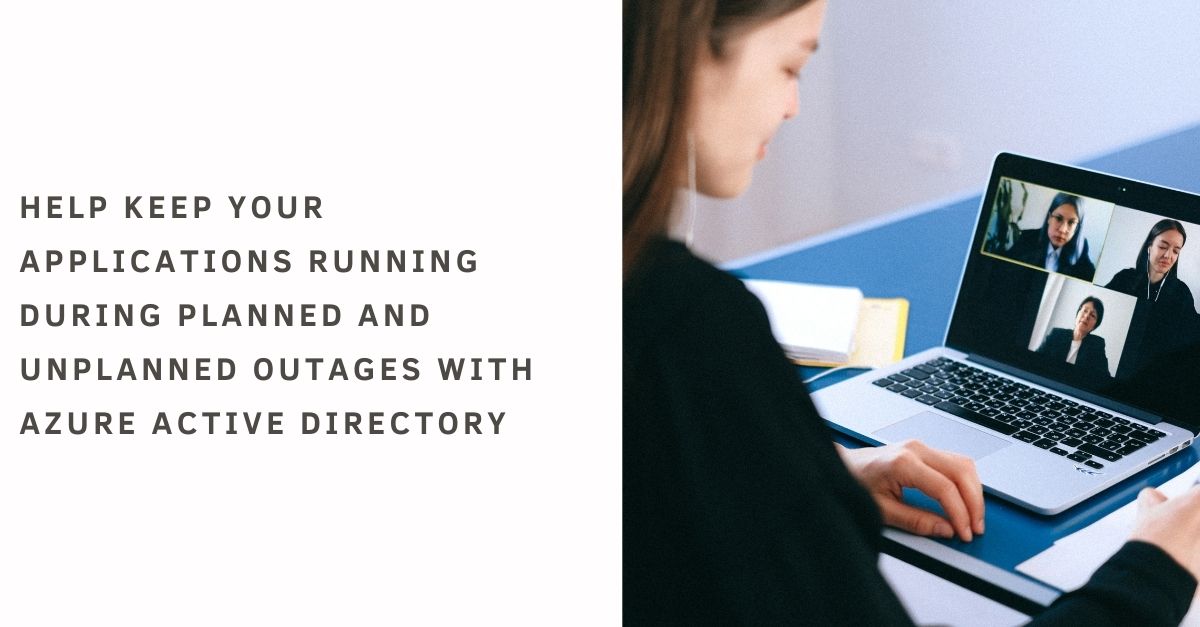 HELP KEEP YOUR
APPLICATIONS RUNNING
DURING PLANNED AND
UNPLANNED OUTAGES WITH
AZURE ACTIVE DIRECTORY